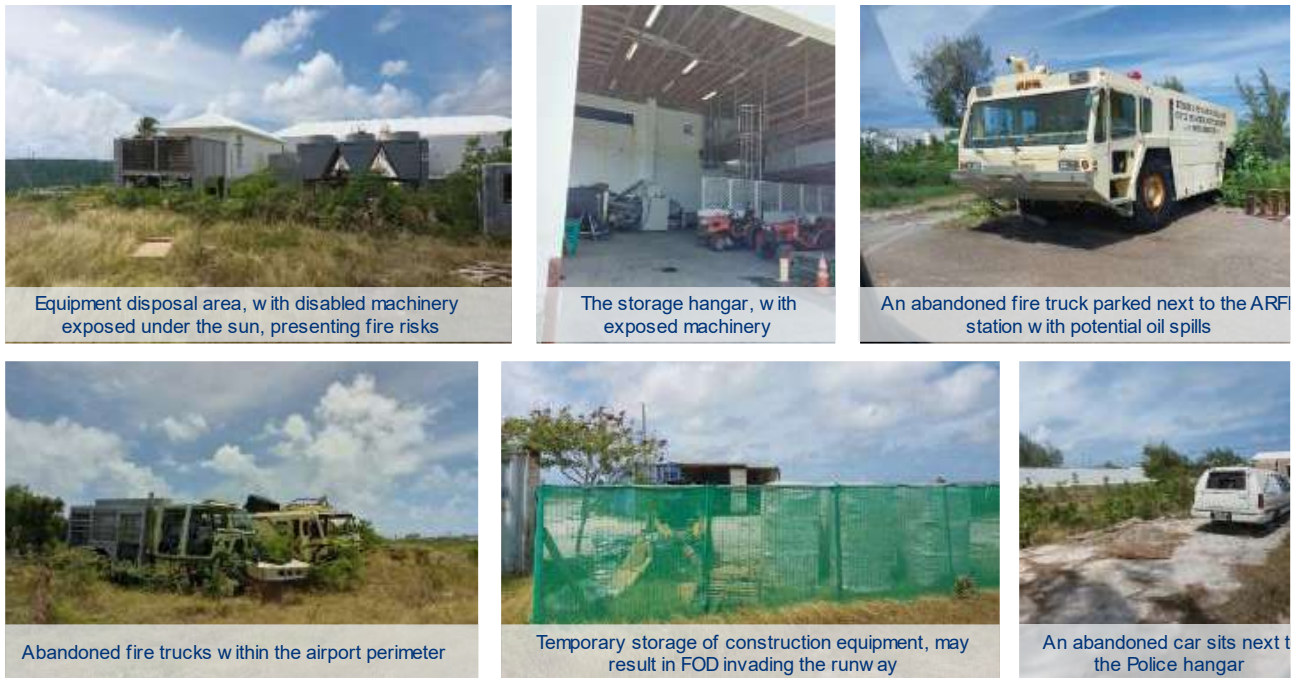 Equipment disposal area, with disabled machinery
exposed under the sun, presenting fire risks
The storage hangar, with
exposed machinery
An abandoned fire truck parked next to the
station with potential oil spills
Abandoned fire trucks within the airport perimeter
Temporary storage of construction equipment, may
result in FOD invading the runway
An abandoned car sits next
the Police hangar